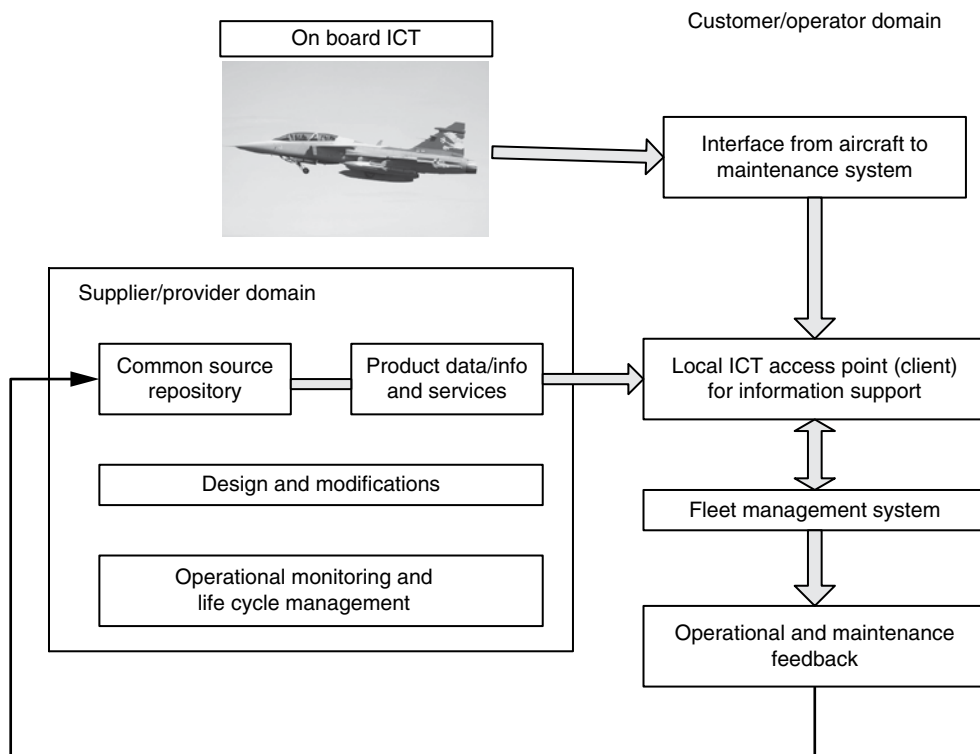 Customer/operator domain
On board ICT
Interface from aircraft to
maintenance system
Supplier/provider domain
Common source
repository
Product data/info
and services
Local ICT access point (client)
for information support
Design and modifications
Fleet management system
Operational monitoring and
life cycle management
Operational and maintenance
feedback